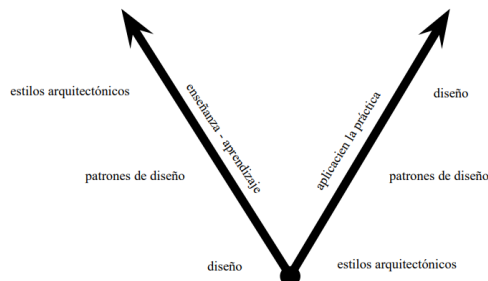 estilos arquitectónicos
enseñanza - aprendizaje
patrones de diseño
diseño
diseño
aplicacien la práctica
patrones de diseño
estilos arquitectónicos